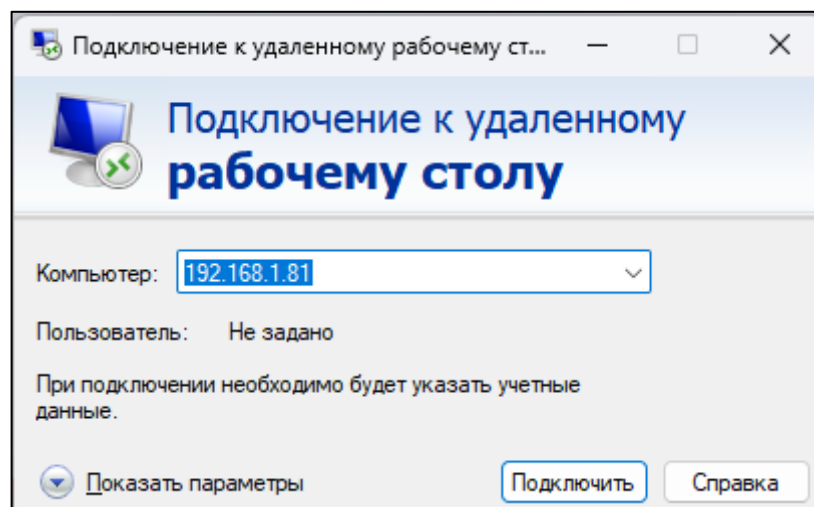 Подключение к удаленному рабочему ст...
Подключение к удаленному
рабочему столу
Компьютер: 192.168.1.81
Пользователь: Не задано
При подключении необходимо будет указать учетные
данные.
Показать параметры Подключить Справка